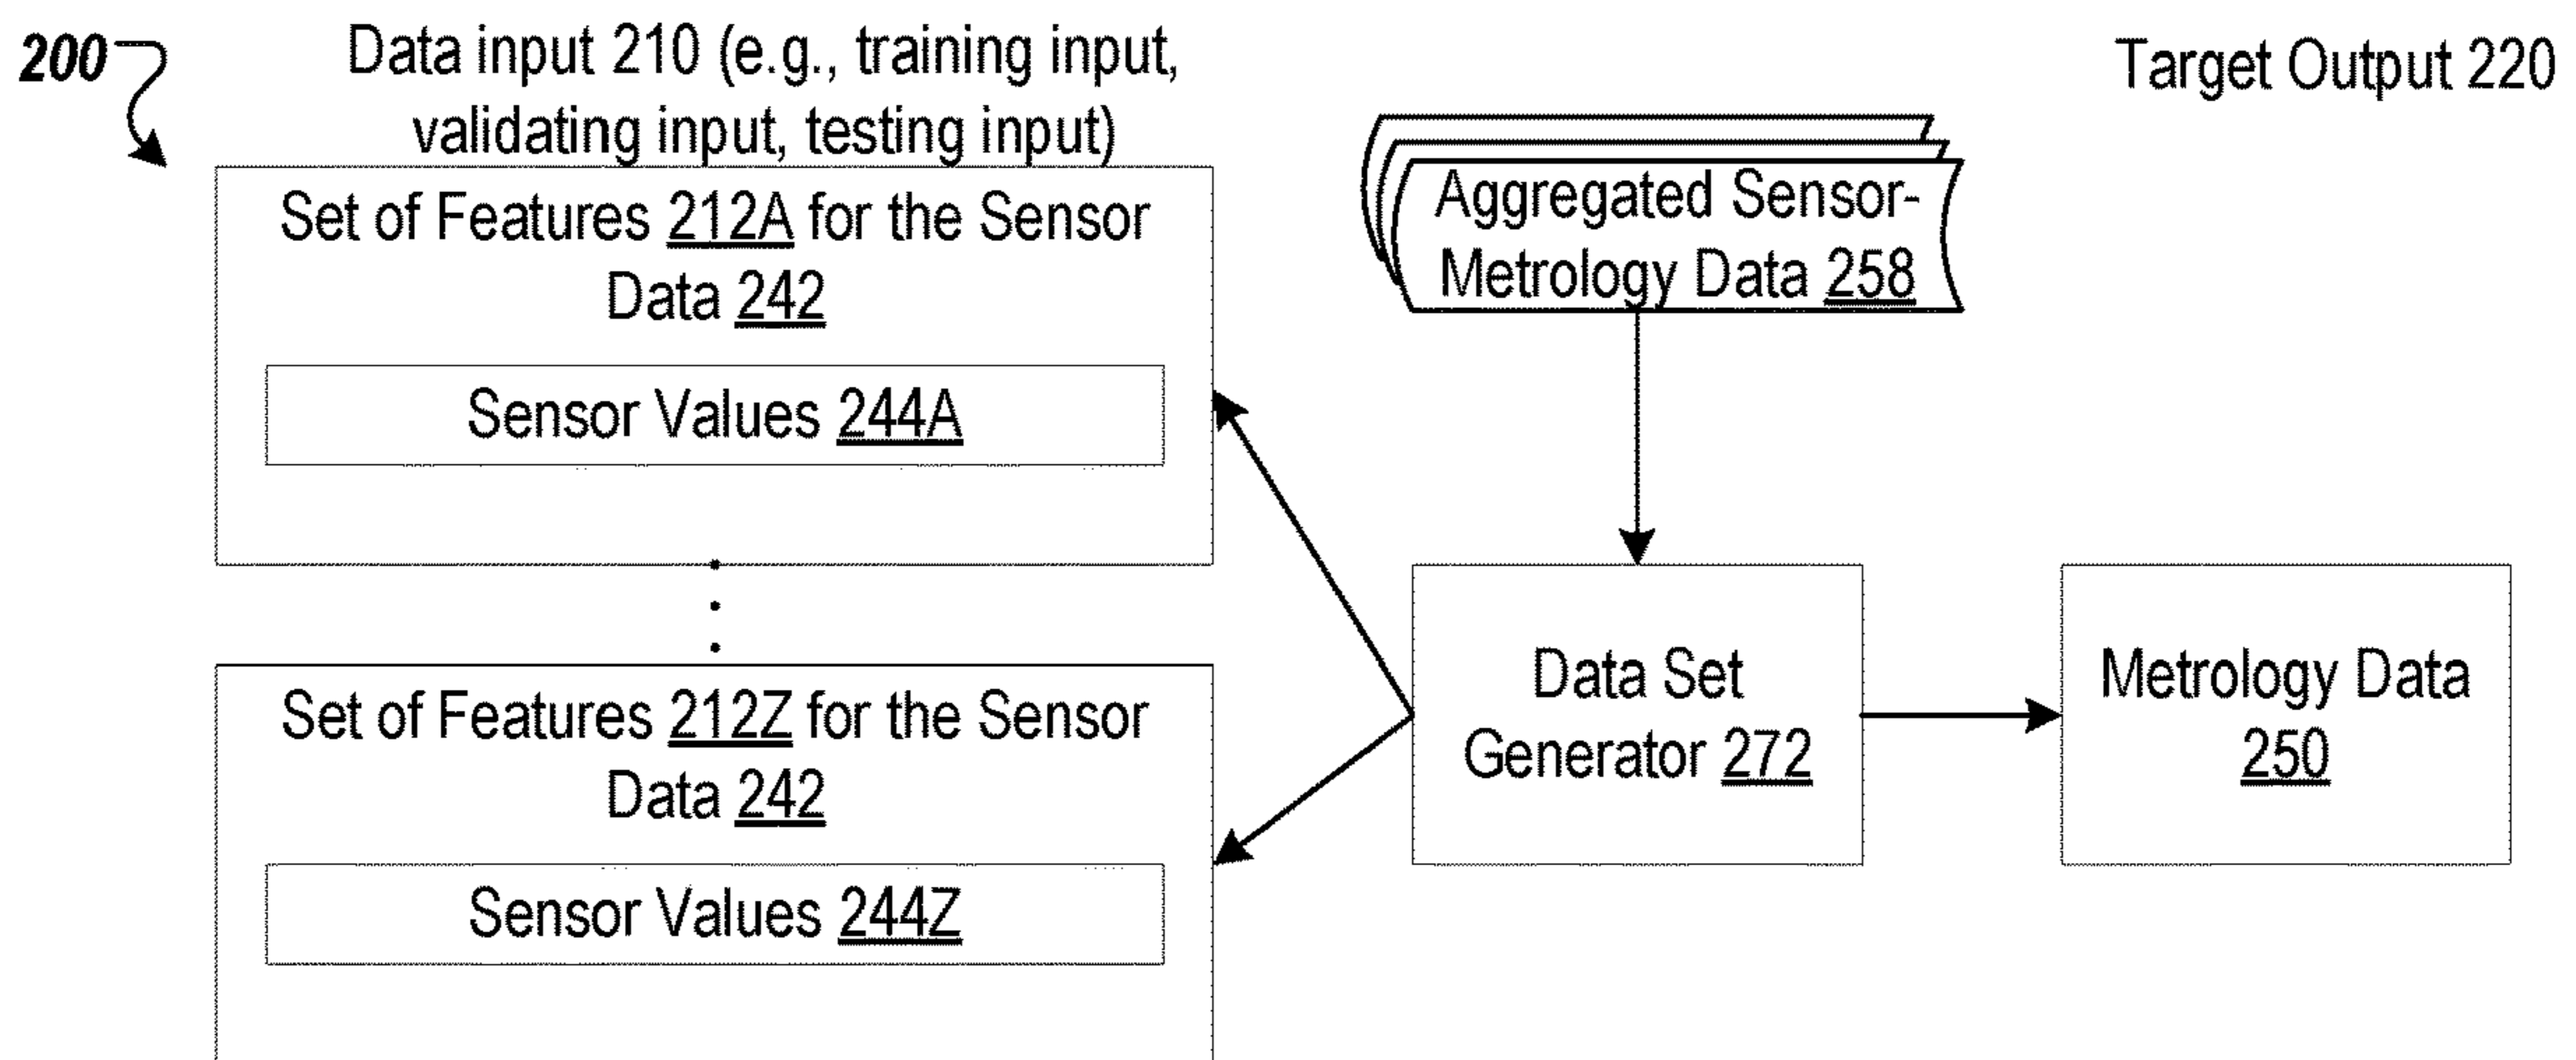 200
Data input 210 (e.g., training input,
validating input, testing input)
Target Output 220
Set of Features 212A for the Sensor
Data 242
Sensor Values 244A
Aggregated Sensor-
Metrology Data 258
Set of Features 212Z for the Sensor
Data 242
Sensor Values 244Z
Data Set
Generator 272
Metrology Data
250